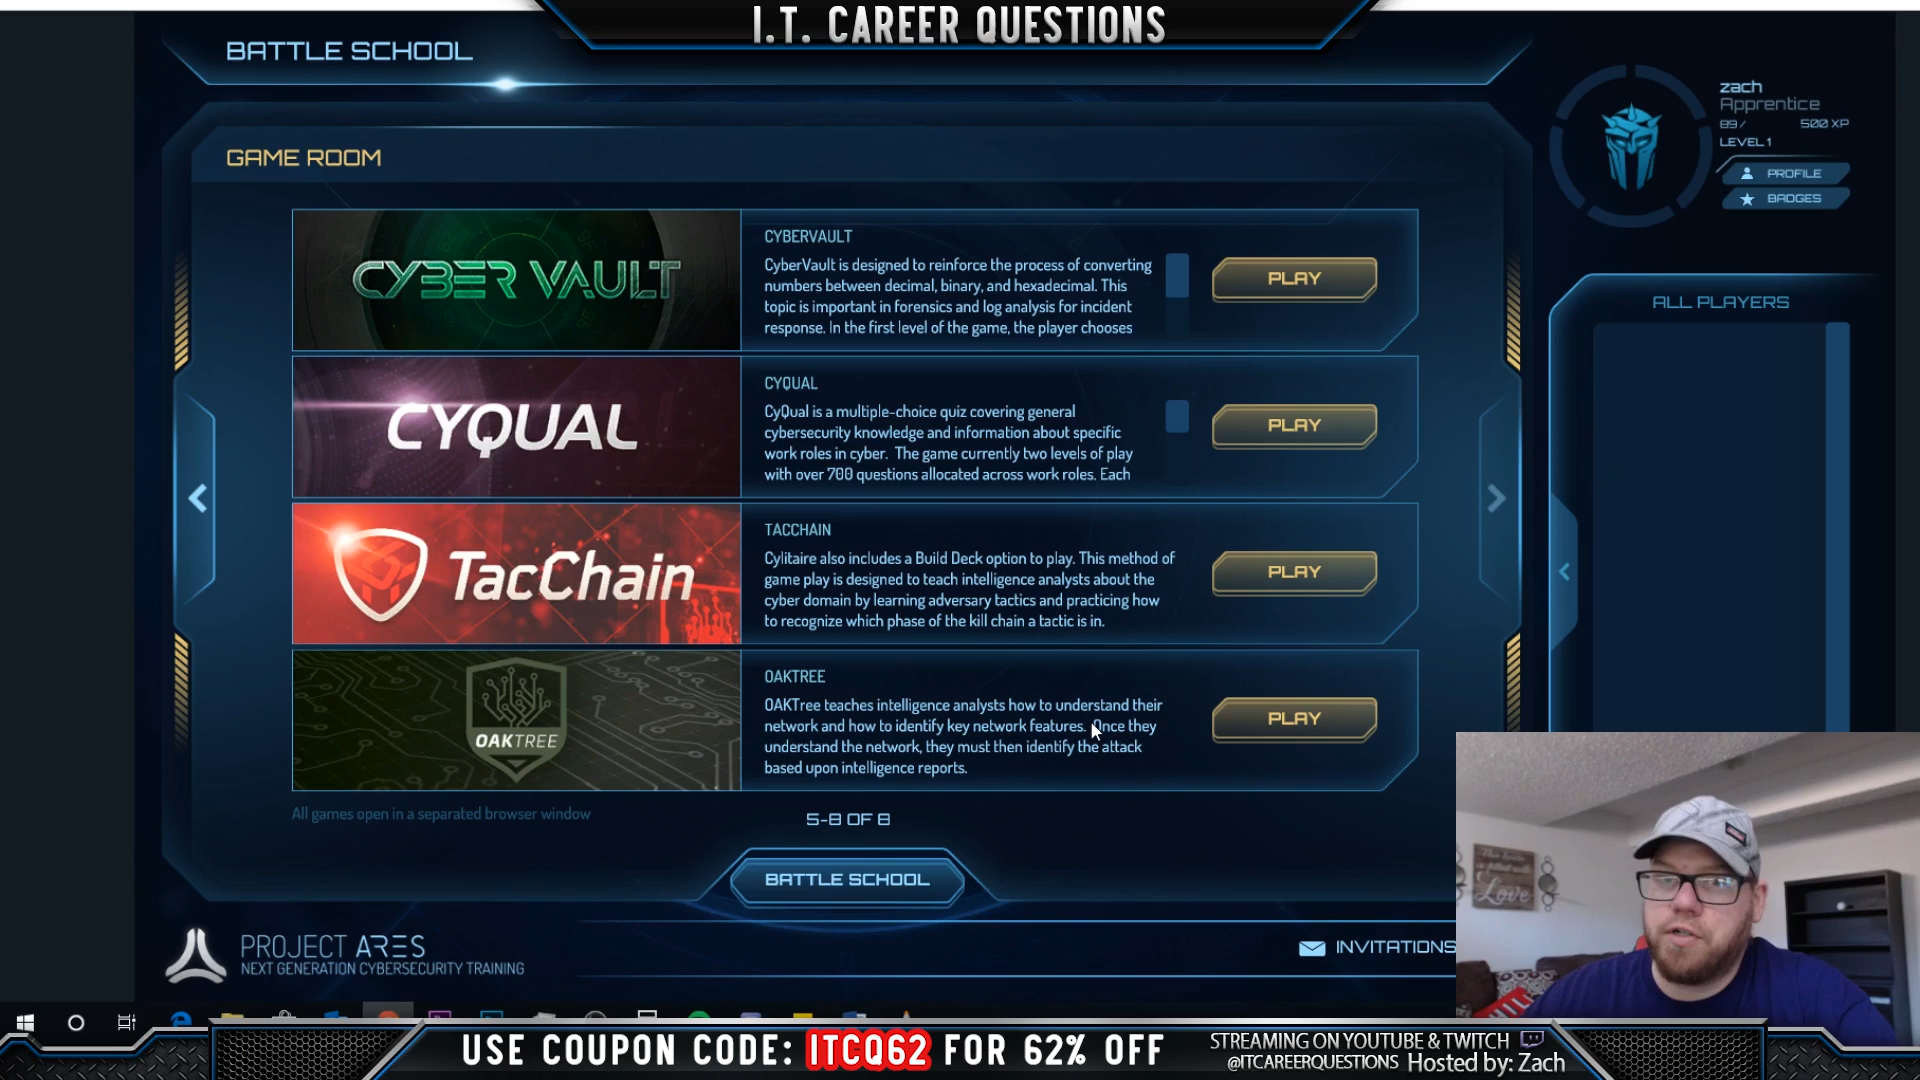 I.T. CAREER QUESTIONS
BATTLE SCHOOL
zach
Apprentice
89 / 500 XP
LEVEL 1
PROFILE
BADGES
GAME ROOM
CYBER VAULT
CYBERVAULT
CyberVault is designed to reinforce the process of converting
numbers between decimal, binary, and hexadecimal. This
topic is important in forensics and log analysis for incident
response. In the first level of the game, the player chooses
PLAY
ALL PLAYERS
CYQUAL
CYQUAL
CyQual is a multiple-choice quiz covering general
cybersecurity knowledge and information about specific
work roles in cyber. The game currently two levels of play
with over 700 questions allocated across work roles. Each
PLAY
TacChain
TACCHAIN
Cylitaire also includes a Build Deck option to play. This method of
game play is designed to teach intelligence analysts about the
cyber domain by learning adversary tactics and practicing how
to recognize which phase of the kill chain a tactic is in.
PLAY
OAKTREE
OAKTREE
OAKTree teaches intelligence analysts how to understand their
network and how to identify key network features. Once they
understand the network, they must then identify the attack
based upon intelligence reports.
PLAY
All games open in a separated browser window
5-8 OF 8
BATTLE SCHOOL
PROJECT ARES
NEXT GENERATION CYBERSECURITY TRAINING
INVITATIONS
Love
USE COUPON CODE: ITCQ62 FOR 62% OFF
STREAMING ON YOUTUBE & TWITCH
@ITCAREERQUESTIONS Hosted by: Zach